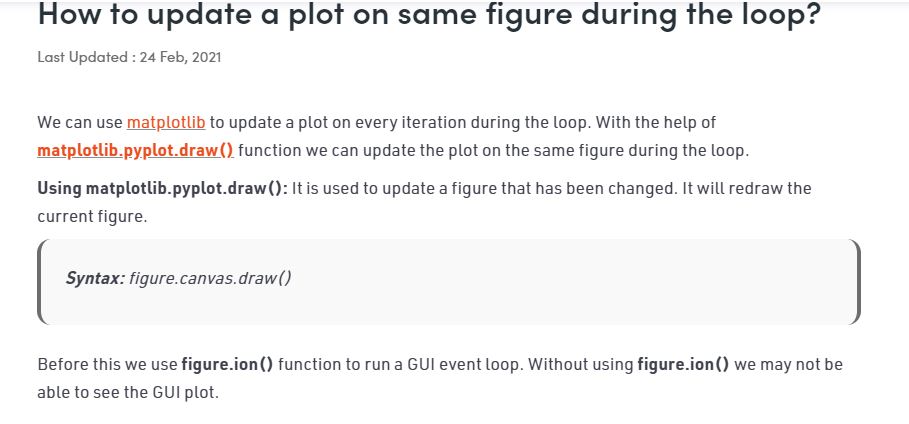 How to update a plot on same figure during the loop?
Last Updated : 24 Feb, 2021
We can use matplotlib to update a plot on every iteration during the loop. With the help of
matplotlib.pyplot.draw() function we can update the plot on the same figure during the loop.
Using matplotlib.pyplot.draw(): It is used to update a figure that has been changed. It will redraw the
current figure.
Syntax: figure.canvas.draw()
Before this we use figure.ion() function to run a GUI event loop. Without using figure.ion() we may not be
able to see the GUI plot.